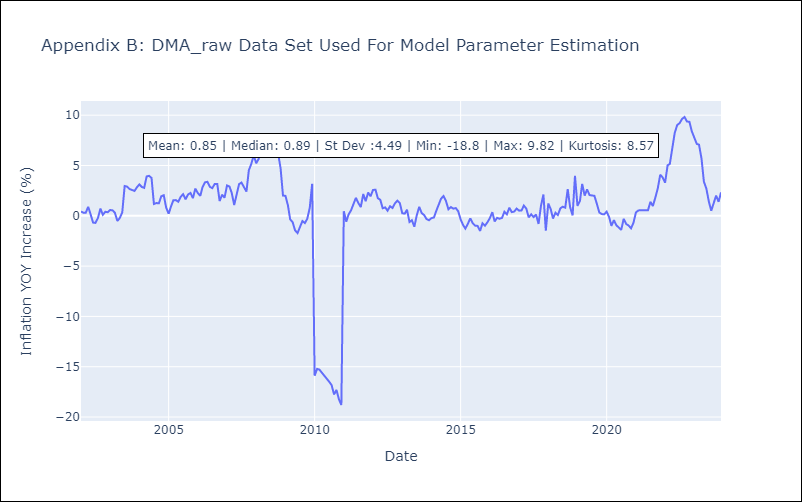 Appendix B: DMA_raw Data Set Used For Model Parameter Estimation
10
Mean: 0.85 | Median: 0.89 | St Dev :4.49 | Min: -18.8 | Max: 9.82 | Kurtosis: 8.57
5
0
−5
−10
−15
−20
Inflation YOY Increase (%)
2005 2010 2015 2020
Date